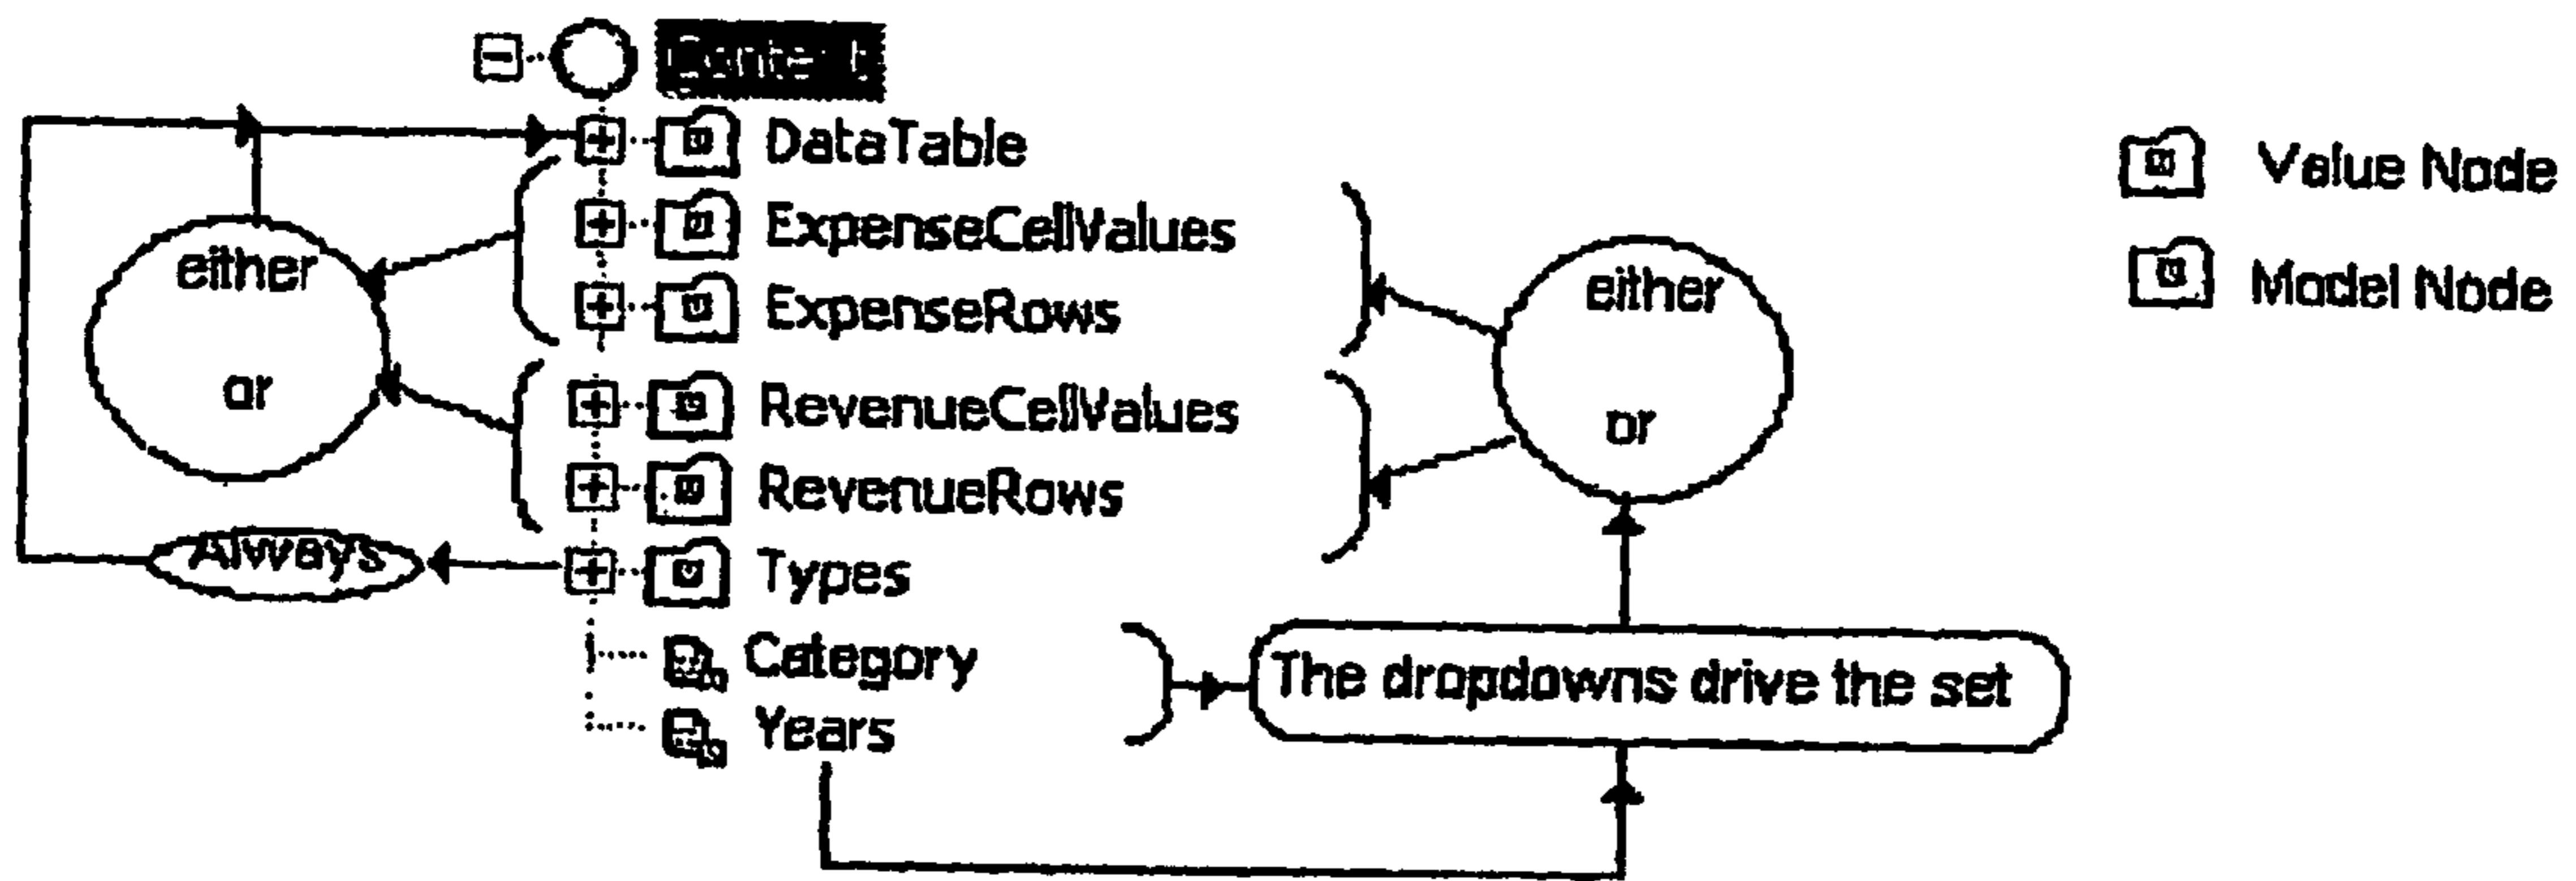 DataTable
ExpenseCellValues
ExpenseRows
RevenueCellValues
RevenueRows
Types
Category
Years
either
or
Always
either
or
The dropdowns drive the set
Value Node
Model Node